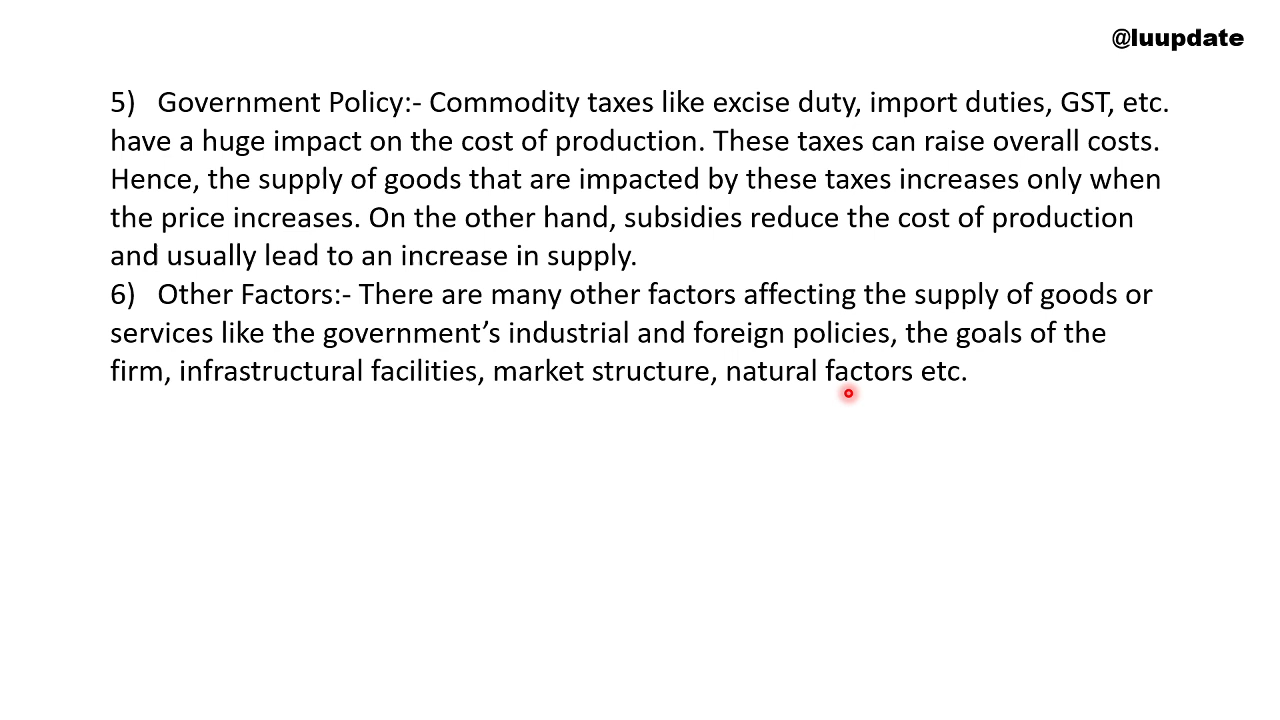 @luupdate
5) Government Policy:- Commodity taxes like excise duty, import duties, GST, etc.
have a huge impact on the cost of production. These taxes can raise overall costs.
Hence, the supply of goods that are impacted by these taxes increases only when
the price increases. On the other hand, subsidies reduce the cost of production
and usually lead to an increase in supply.
6) Other Factors:- There are many other factors affecting the supply of goods or
services like the government’s industrial and foreign policies, the goals of the
firm, infrastructural facilities, market structure, natural factors etc.